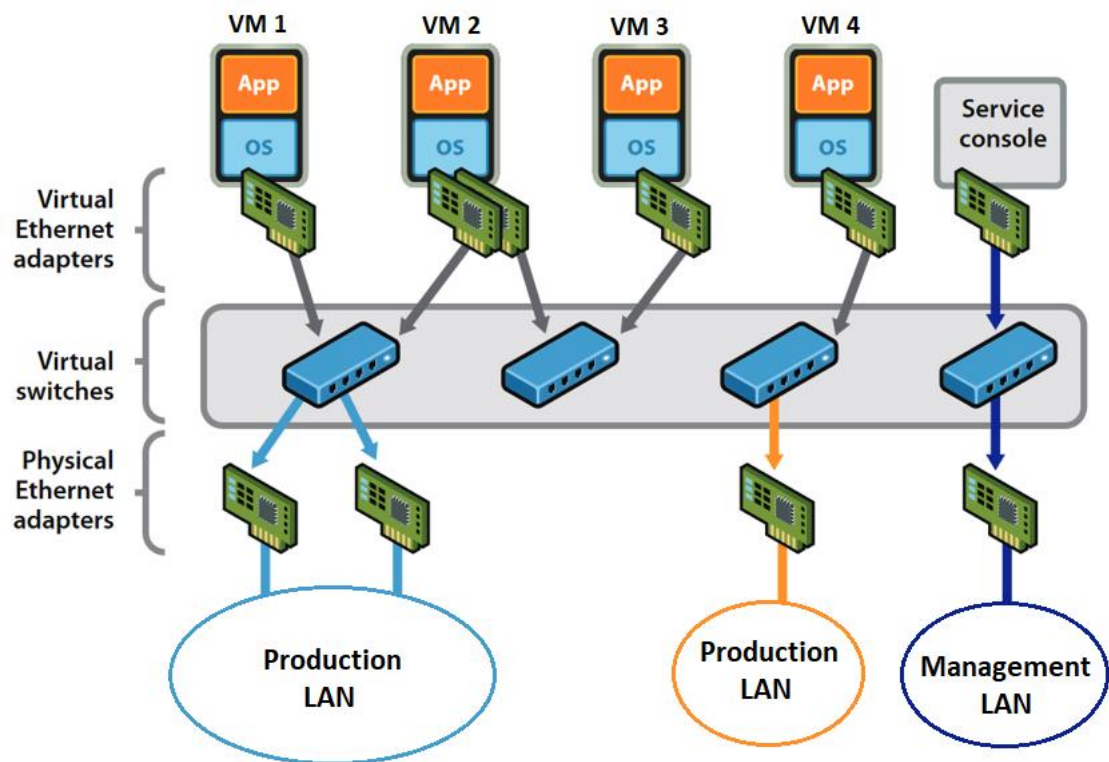 VM 1
VM 2
VM 3
VM 4
App
App
App
App
OS
OS
OS
OS
Service
console
Virtual
Ethernet
adapters
Virtual
switches
Physical
Ethernet
adapters
Production
LAN
Production
LAN
Management
LAN